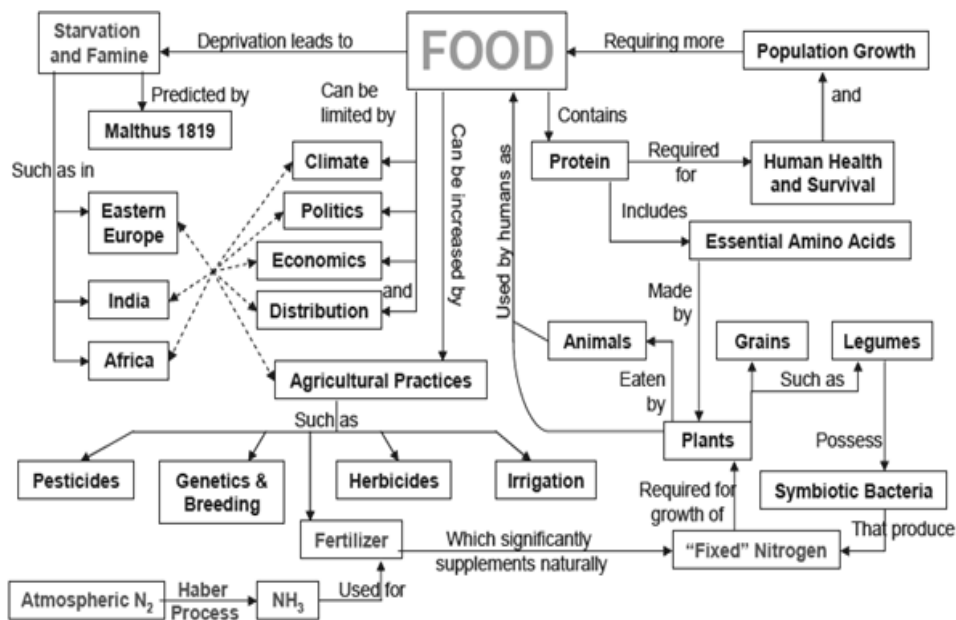 Starvation
and Famine
Deprivation leads to
FOOD
Requiring more
Population Growth
Predicted by
Malthus 1819
Can be
limited by
Can be increased by
Used by humans as
Contains
and
Such as in
Climate
Protein
Required
for
Human Health
and Survival
Eastern
Europe
Politics
Includes
Essential Amino Acids
Economics
and
India
Distribution
Made
by
Africa
Animals
Grains
Legumes
Agricultural Practices
Eaten
by
Such as
Such as
Plants
Possess
Pesticides
Genetics &
Breeding
Herbicides
Irrigation
Required for
growth of
Symbiotic Bacteria
Fertilizer
Which significantly
supplements naturally
"Fixed" Nitrogen
That produce
Atmospheric N₂
Haber
Process
NH₃
Used for